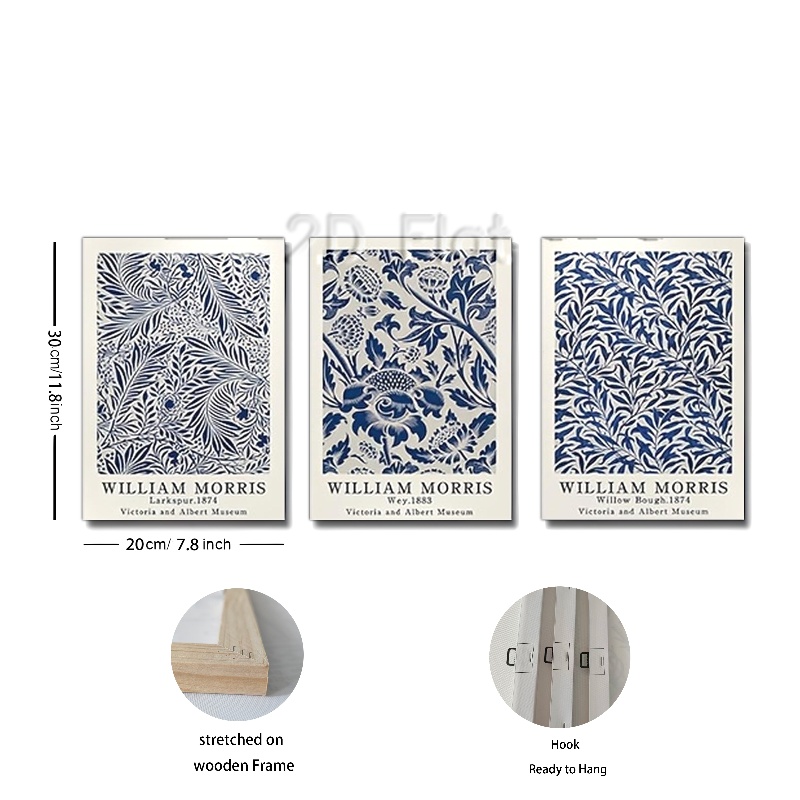 2D Flat
30cm/11.8inch
WILLIAM MORRIS
Larkspur.1874
Victoria and Albert Museum
WILLIAM MORRIS
Wey.1883
Victoria and Albert Museum
WILLIAM MORRIS
Willow Bough.1874
Victoria and Albert Museum
20cm/ 7.8 inch
stretched on
wooden Frame
Hook
Ready to Hang